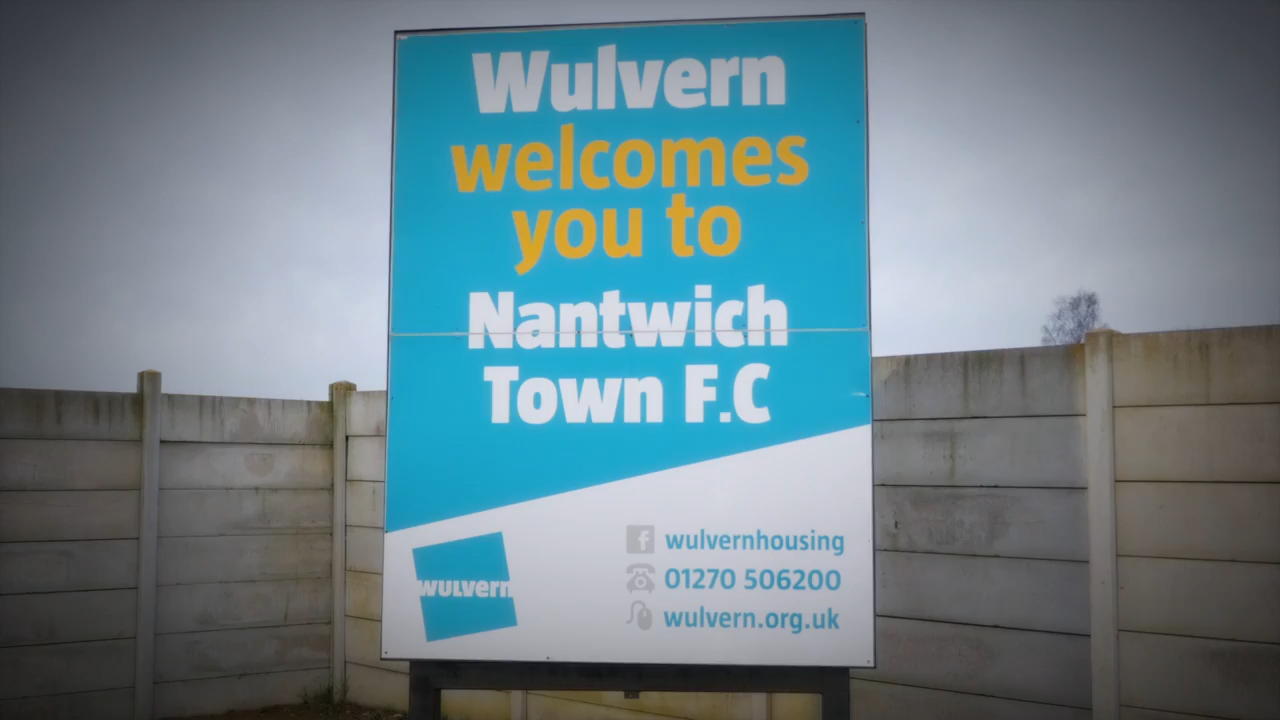 Wulvern
welcomes
you to
Nantwich
Town F.C
wulvern
f wulvernhousing
01270 506200
wulvern.org.uk